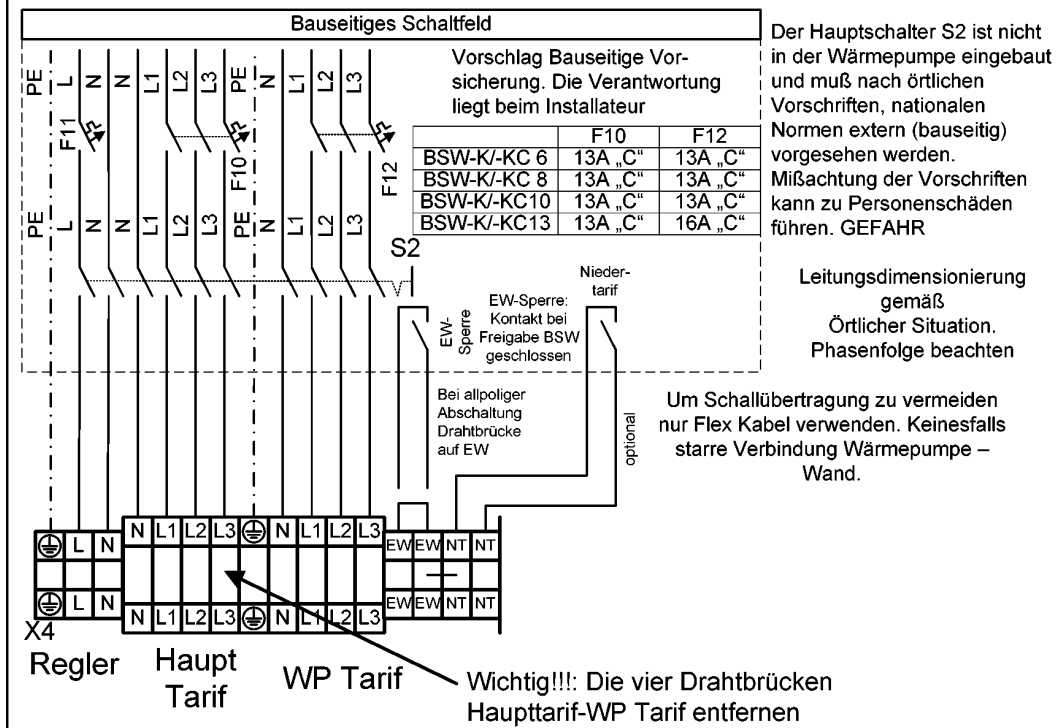 Bauseitiges Schaltfeld
PE L N N L1 L2 L3 PE N L1 L2 L3
Vorschlag Bauseitige Vor-
sicherung. Die Verantwortung
liegt beim Installateur
F11
F10
F12
F10 F12
BSW-K/-KC 6 13A „C“ 13A „C“
BSW-K/-KC 8 13A „C“ 13A „C“
BSW-K/-KC10 13A „C“ 13A „C“
BSW-K/-KC13 13A „C“ 16A „C“
PE L N N L1 L2 L3 PE N L1 L2 L3
S2
EW-
Sperre
EW-Sperre:
Kontakt bei
Freigabe BSW
geschlossen
Nieder-
tarif
Der Hauptschalter S2 ist nicht
in der Wärmepumpe eingebaut
und muß nach örtlichen
Vorschriften, nationalen
Normen extern (bauseitig)
vorgesehen werden.
Mißachtung der Vorschriften
kann zu Personenschäden
führen. GEFAHR
Leitungsdimensionierung
gemäß
Örtlicher Situation.
Phasenfolge beachten
Bei allpoliger
Abschaltung
Drahtbrücke
auf EW
optional
Um Schallübertragung zu vermeiden
nur Flex Kabel verwenden. Keinesfalls
starre Verbindung Wärmepumpe –
Wand.
L N N L1 L2 L3 N L1 L2 L3 EW EW NT NT
L N N L1 L2 L3 N L1 L2 L3 EW EW NT NT
X4
Regler
Haupt
Tarif
WP Tarif
Wichtig!!!: Die vier Drahtbrücken
Haupttarif-WP Tarif entfernen